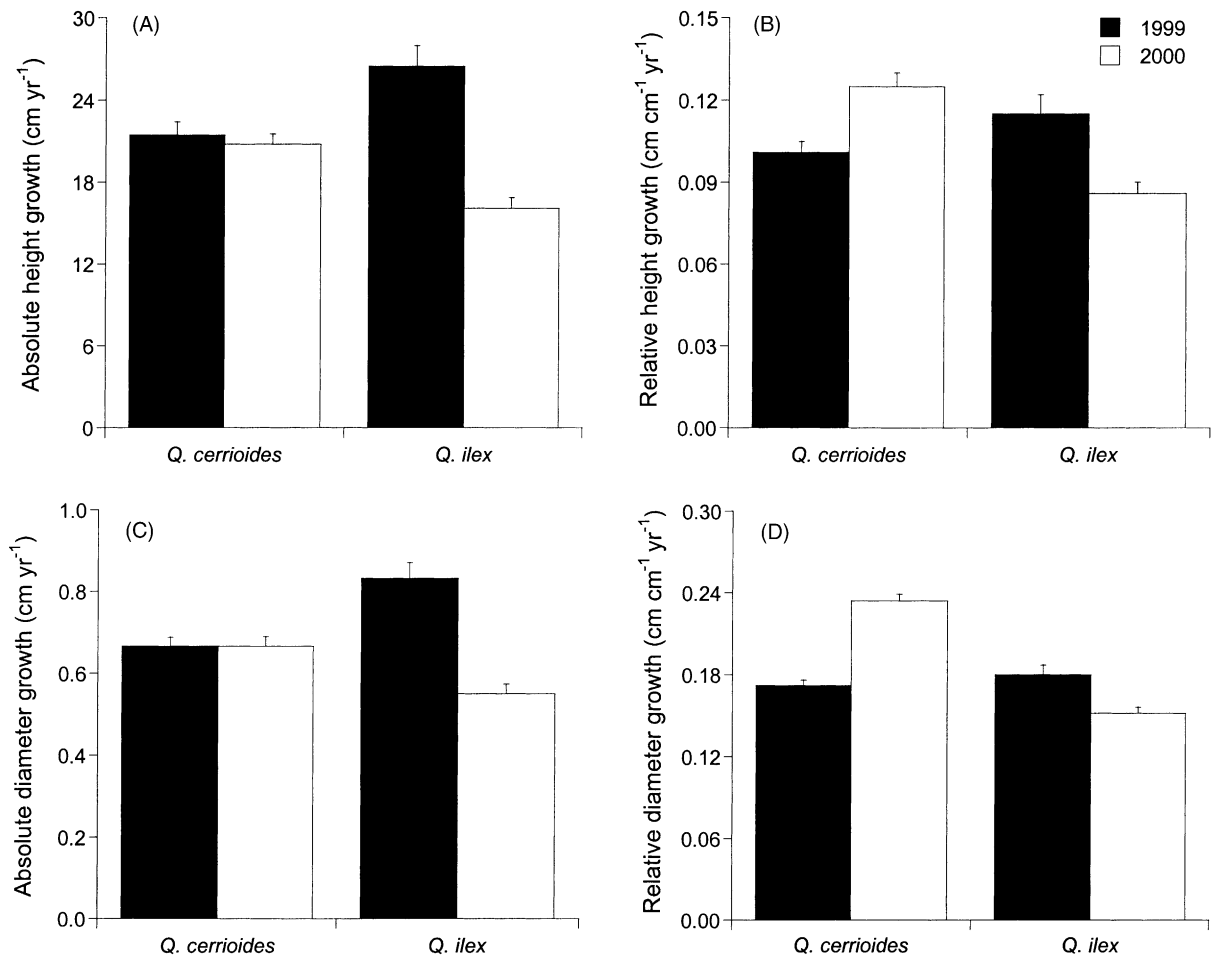 (A)
Absolute height growth (cm yr⁻¹)
30
24
18
12
6
0
Q. cerrioides
Q. ilex
(B)
1999
2000
Relative height growth (cm cm⁻¹ yr⁻¹)
0.15
0.12
0.09
0.06
0.03
0.00
Q. cerrioides
Q. ilex
(C)
Absolute diameter growth (cm yr⁻¹)
1.0
0.8
0.6
0.4
0.2
0.0
Q. cerrioides
Q. ilex
(D)
Relative diameter growth (cm cm⁻¹ yr⁻¹)
0.30
0.24
0.18
0.12
0.06
0.00
Q. cerrioides
Q. ilex